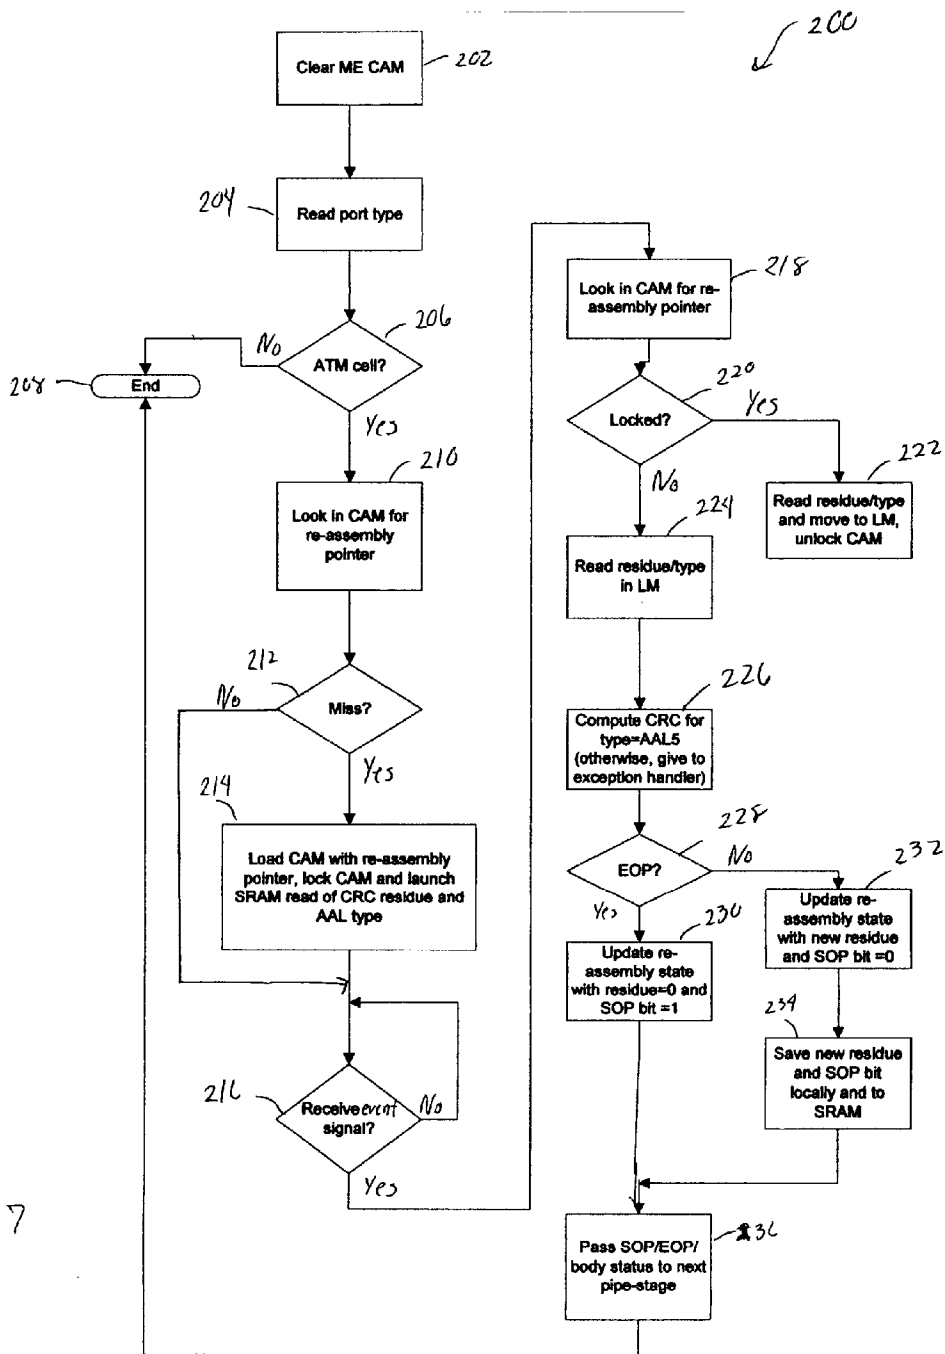 200
Clear ME CAM
202
204
Read port type
206
ATM cell?
No
208
End
Yes
210
Look in CAM for
re-assembly
pointer
212
No
Miss?
Yes
214
Load CAM with re-assembly
pointer, lock CAM and launch
SRAM read of CRC residue and
AAL type
216
Receive event
signal?
No
Yes
7
218
Look in CAM for re-
assembly pointer
220
Locked?
Yes
No
222
Read residue/type
and move to LM,
unlock CAM
224
Read residue/type
in LM
226
Compute CRC for
type=AAL5
(otherwise, give to
exception handler)
228
EOP?
No
Yes
230
Update re-
assembly state
with residue=0 and
SOP bit =1
232
Update re-
assembly state
with new residue
and SOP bit =0
234
Save new residue
and SOP bit
locally and to
SRAM
236
Pass SOP/EOP/
body status to next
pipe-stage